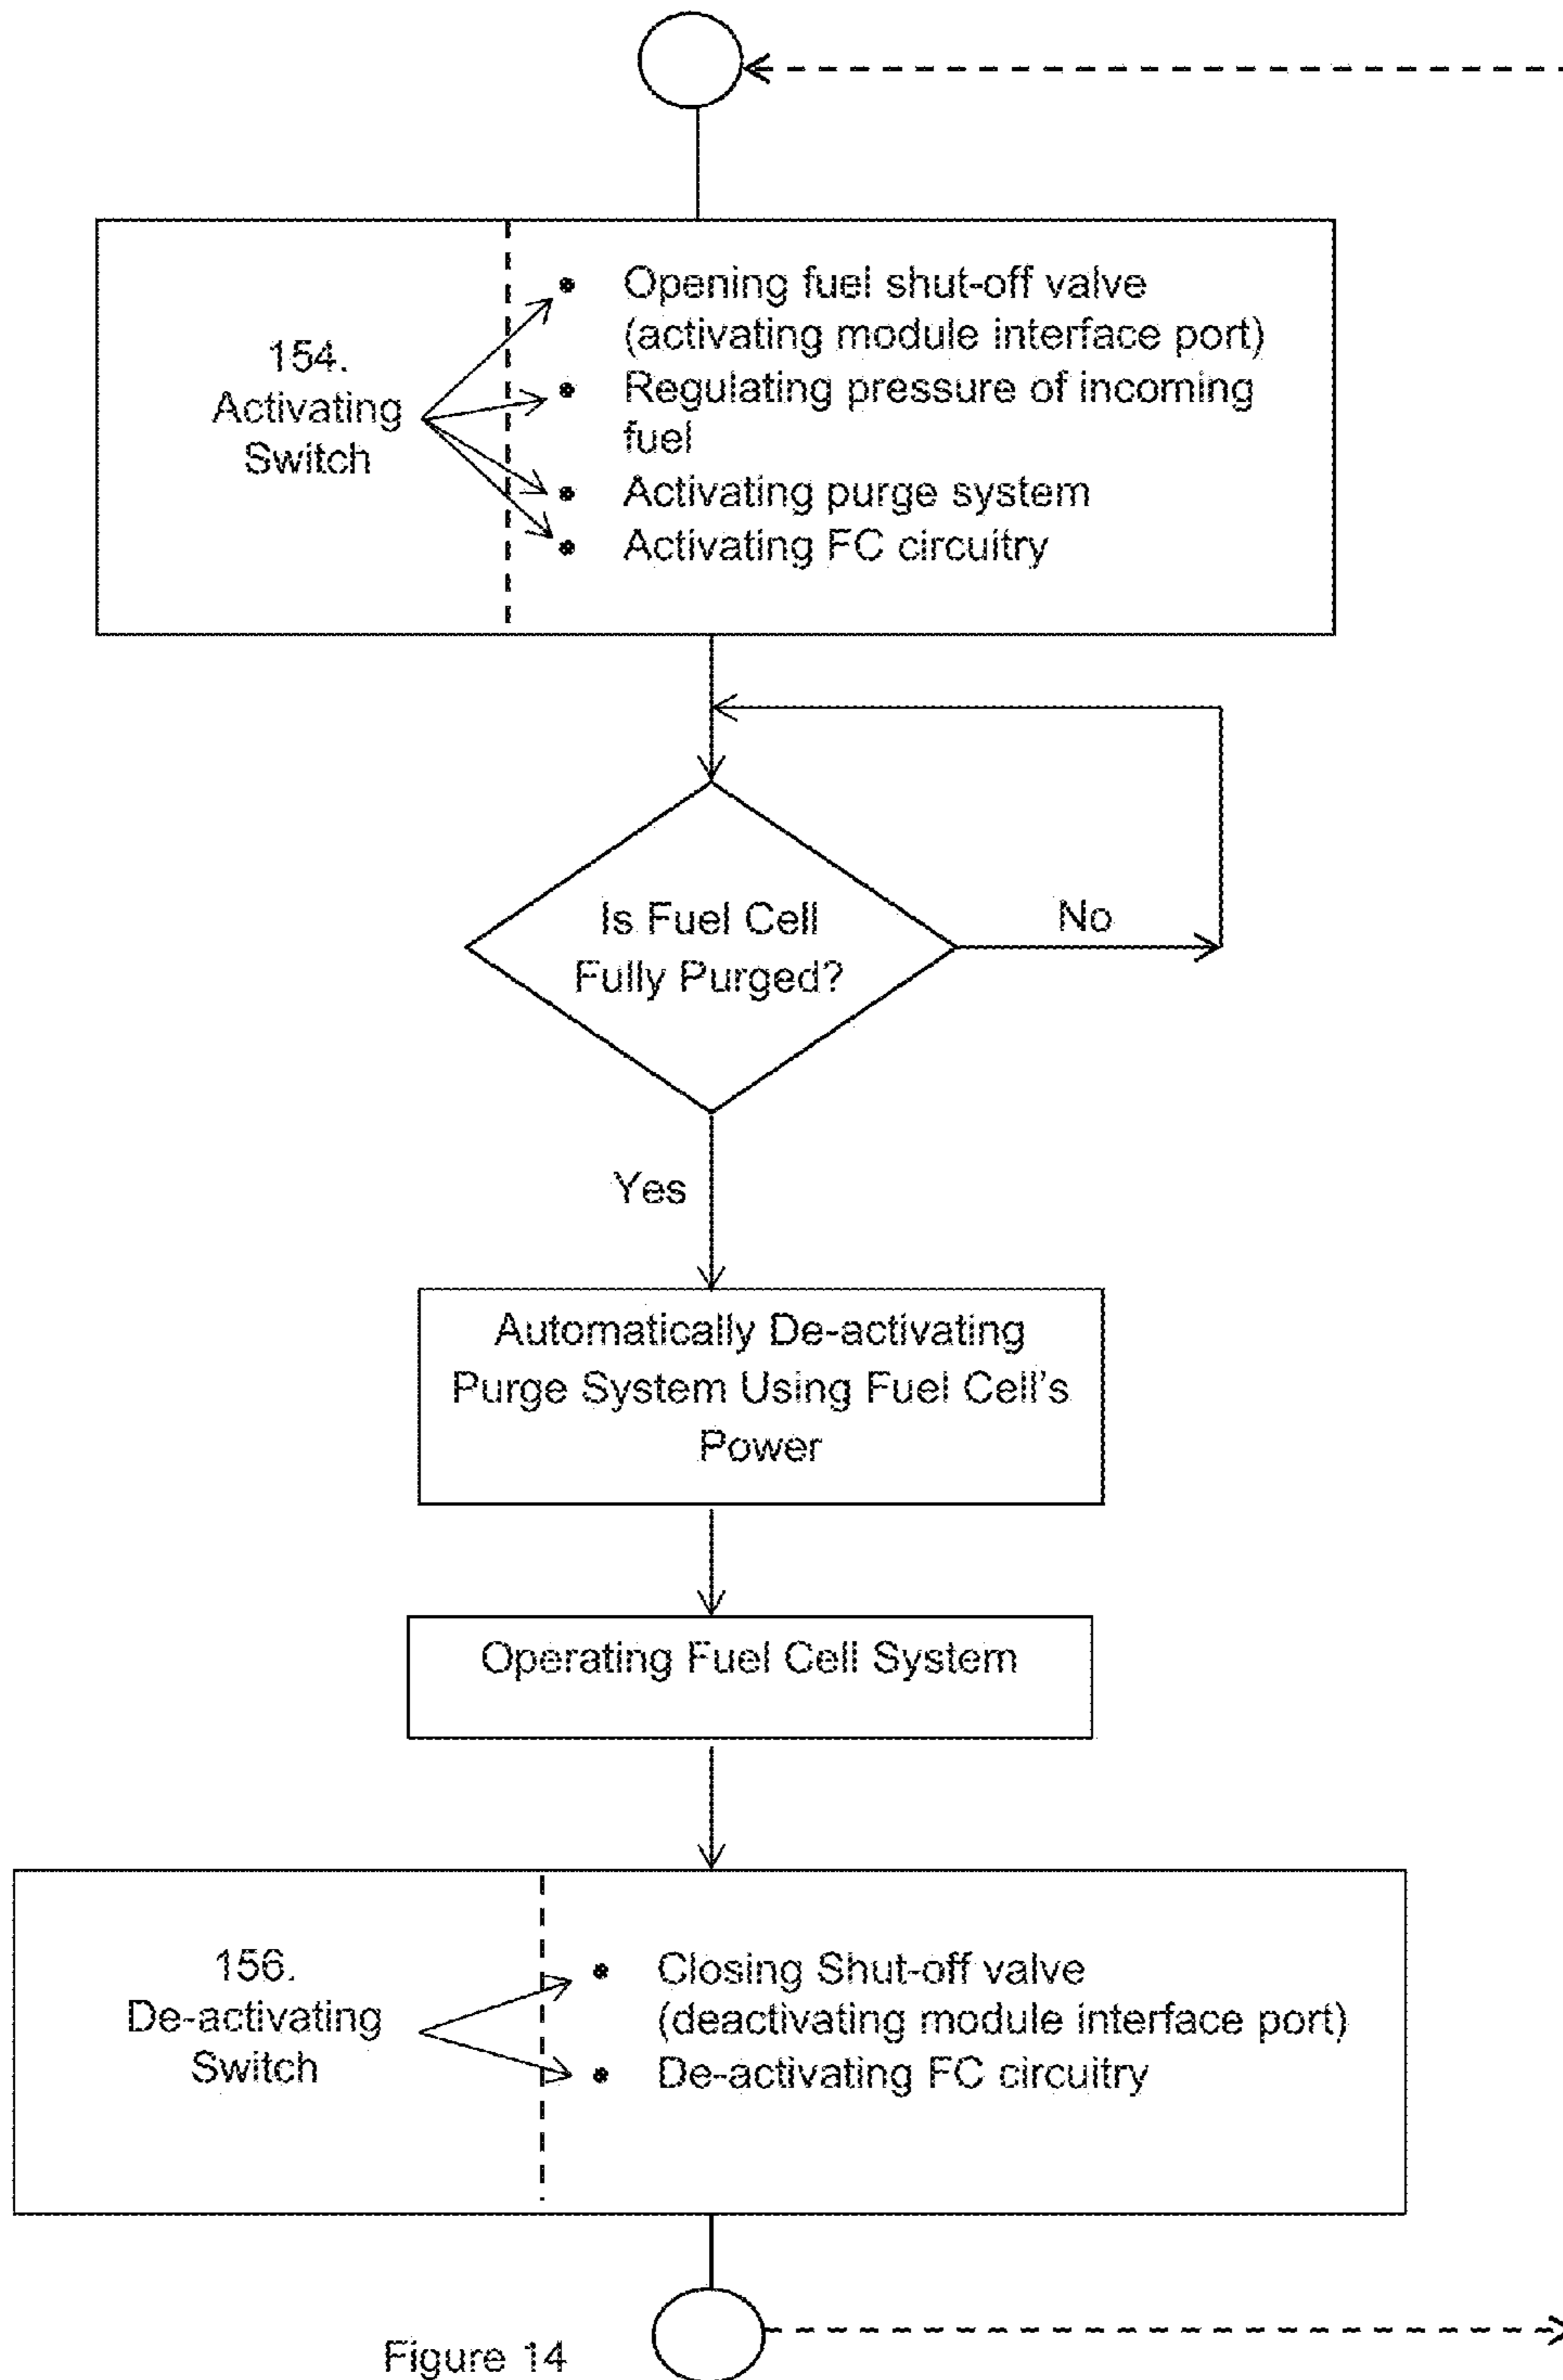 154.
Activating
Switch
• Opening fuel shut-off valve
(activating module interface port)
• Regulating pressure of incoming
fuel
• Activating purge system
• Activating FC circuitry
Is Fuel Cell
Fully Purged?
No
Yes
Automatically De-activating
Purge System Using Fuel Cell's
Power
Operating Fuel Cell System
156.
De-activating
Switch
• Closing Shut-off valve
(deactivating module interface port)
• De-activating FC circuitry
Figure 14